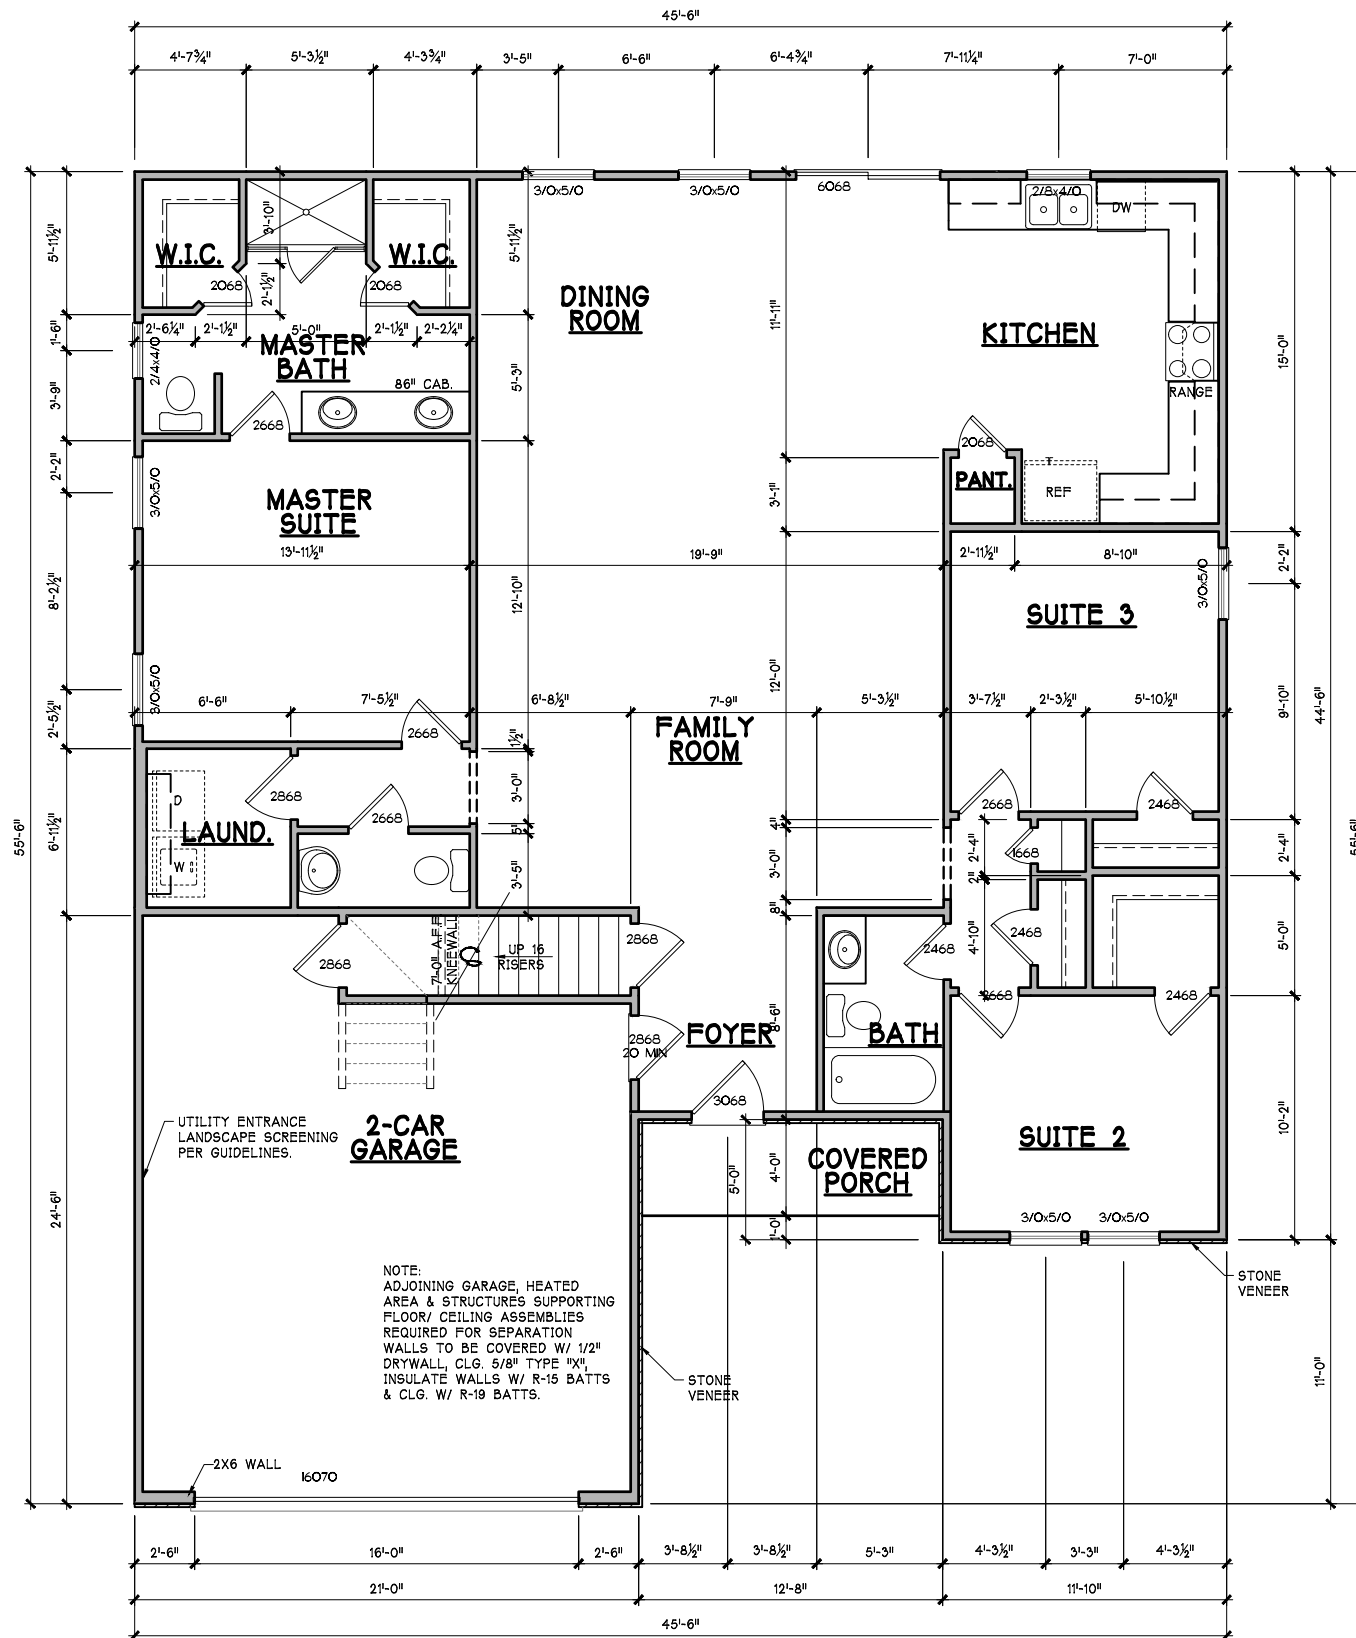 45'-6"
4'-7¾" 5'-3½" 4'-3¾" 3'-5" 6'-6" 6'-4¾" 7'-11¼" 7'-0"
3/0x5/0 3/0x5/0 6068 2/8x4/0
DW
3'-10"
5'-11½"
W.I.C. W.I.C.
5'-11½"
2068 2068
2'-1½"
DINING
ROOM
11'-11"
KITCHEN
15'-0"
1'-6"
2'-6¼" 2'-1½" 5'-0" 2'-1½" 2'-2¼"
MASTER
BATH
2/4x4/0
86" CAB.
3'-9"
5'-3"
RANGE
2668
2068
2'-2"
3/0x5/0
PANT.
REF
3'-1"
MASTER
SUITE
13'-11½" 19'-9" 2'-11½" 8'-10"
2'-2"
3/0x5/0
8'-2½"
12'-10"
SUITE 3
12'-0"
3/0x5/0
6'-6" 7'-5½" 6'-8½" 7'-9" 5'-3½" 3'-7½" 2'-3½" 5'-10½"
9'-10"
44'-6"
2'-5½"
2668
1½"
FAMILY
ROOM
D
2868
3'-0"
2668 2468
2668
5"
4"
LAUND.
W
55'-6"
6'-11½"
3'-5"
3'-0"
2'-4"
1668
2'-4"
55'-6"
2"
8"
2868
7'-0" A.F.F.
KNEEWALL
UP 16
RISERS
2868
2468
4'-10"
2468
5'-0"
2668 2468
8'-6"
FOYER
2868
20 MIN
BATH
3068
UTILITY ENTRANCE
LANDSCAPE SCREENING
PER GUIDELINES.
2-CAR
GARAGE
SUITE 2
10'-2"
COVERED
PORCH
5'-0"
4'-0"
24'-6"
1'-0"
3/0x5/0 3/0x5/0
STONE
VENEER
NOTE:
ADJOINING GARAGE, HEATED
AREA & STRUCTURES SUPPORTING
FLOOR/ CEILING ASSEMBLIES
REQUIRED FOR SEPARATION
WALLS TO BE COVERED W/ 1/2"
DRYWALL, CLG. 5/8" TYPE "X",
INSULATE WALLS W/ R-15 BATTS
& CLG. W/ R-19 BATTS.
STONE
VENEER
11'-0"
2X6 WALL
16070
2'-6" 16'-0" 2'-6" 3'-8½" 3'-8½" 5'-3" 4'-3½" 3'-3" 4'-3½"
21'-0" 12'-8" 11'-10"
45'-6"